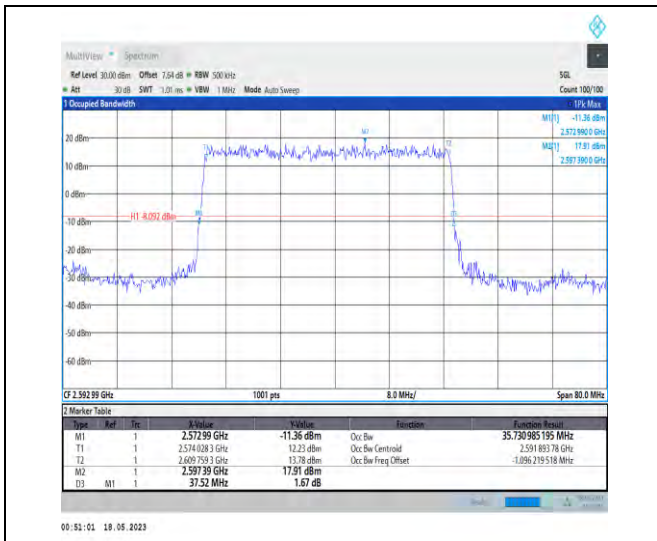 MultiView Spectrum
Ref Level 30.00 dBm Offset 7.64 dB RBW 500 kHz SGL
Att 30 dB SWT 1.01 ms VBW 1 MHz Mode Auto Sweep Count 100/100
1 Occupied Bandwidth 1Pk Max
M1[1] -11.36 dBm
2.572 990 0 GHz
M2[1] 17.91 dBm
2.597 390 0 GHz
M2
T1
T2
20 dBm
10 dBm
0 dBm
H1 -8.092 dBm
M1
D3
-10 dBm
-20 dBm
-30 dBm
-40 dBm
-50 dBm
-60 dBm
CF 2.592 99 GHz 1001 pts 8.0 MHz/ Span 80.0 MHz
2 Marker Table
Type Ref Trc X-Value Y-Value Function Function Result
M1 1 2.572 99 GHz -11.36 dBm Occ Bw 35.730 985 195 MHz
T1 1 2.574 028 3 GHz 12.23 dBm Occ Bw Centroid 2.591 893 78 GHz
T2 1 2.609 759 3 GHz 13.78 dBm Occ Bw Freq Offset -1.096 219 518 MHz
M2 1 2.597 39 GHz 17.91 dBm
D3 M1 1 37.52 MHz 1.67 dB
00:51:01 18.05.2023